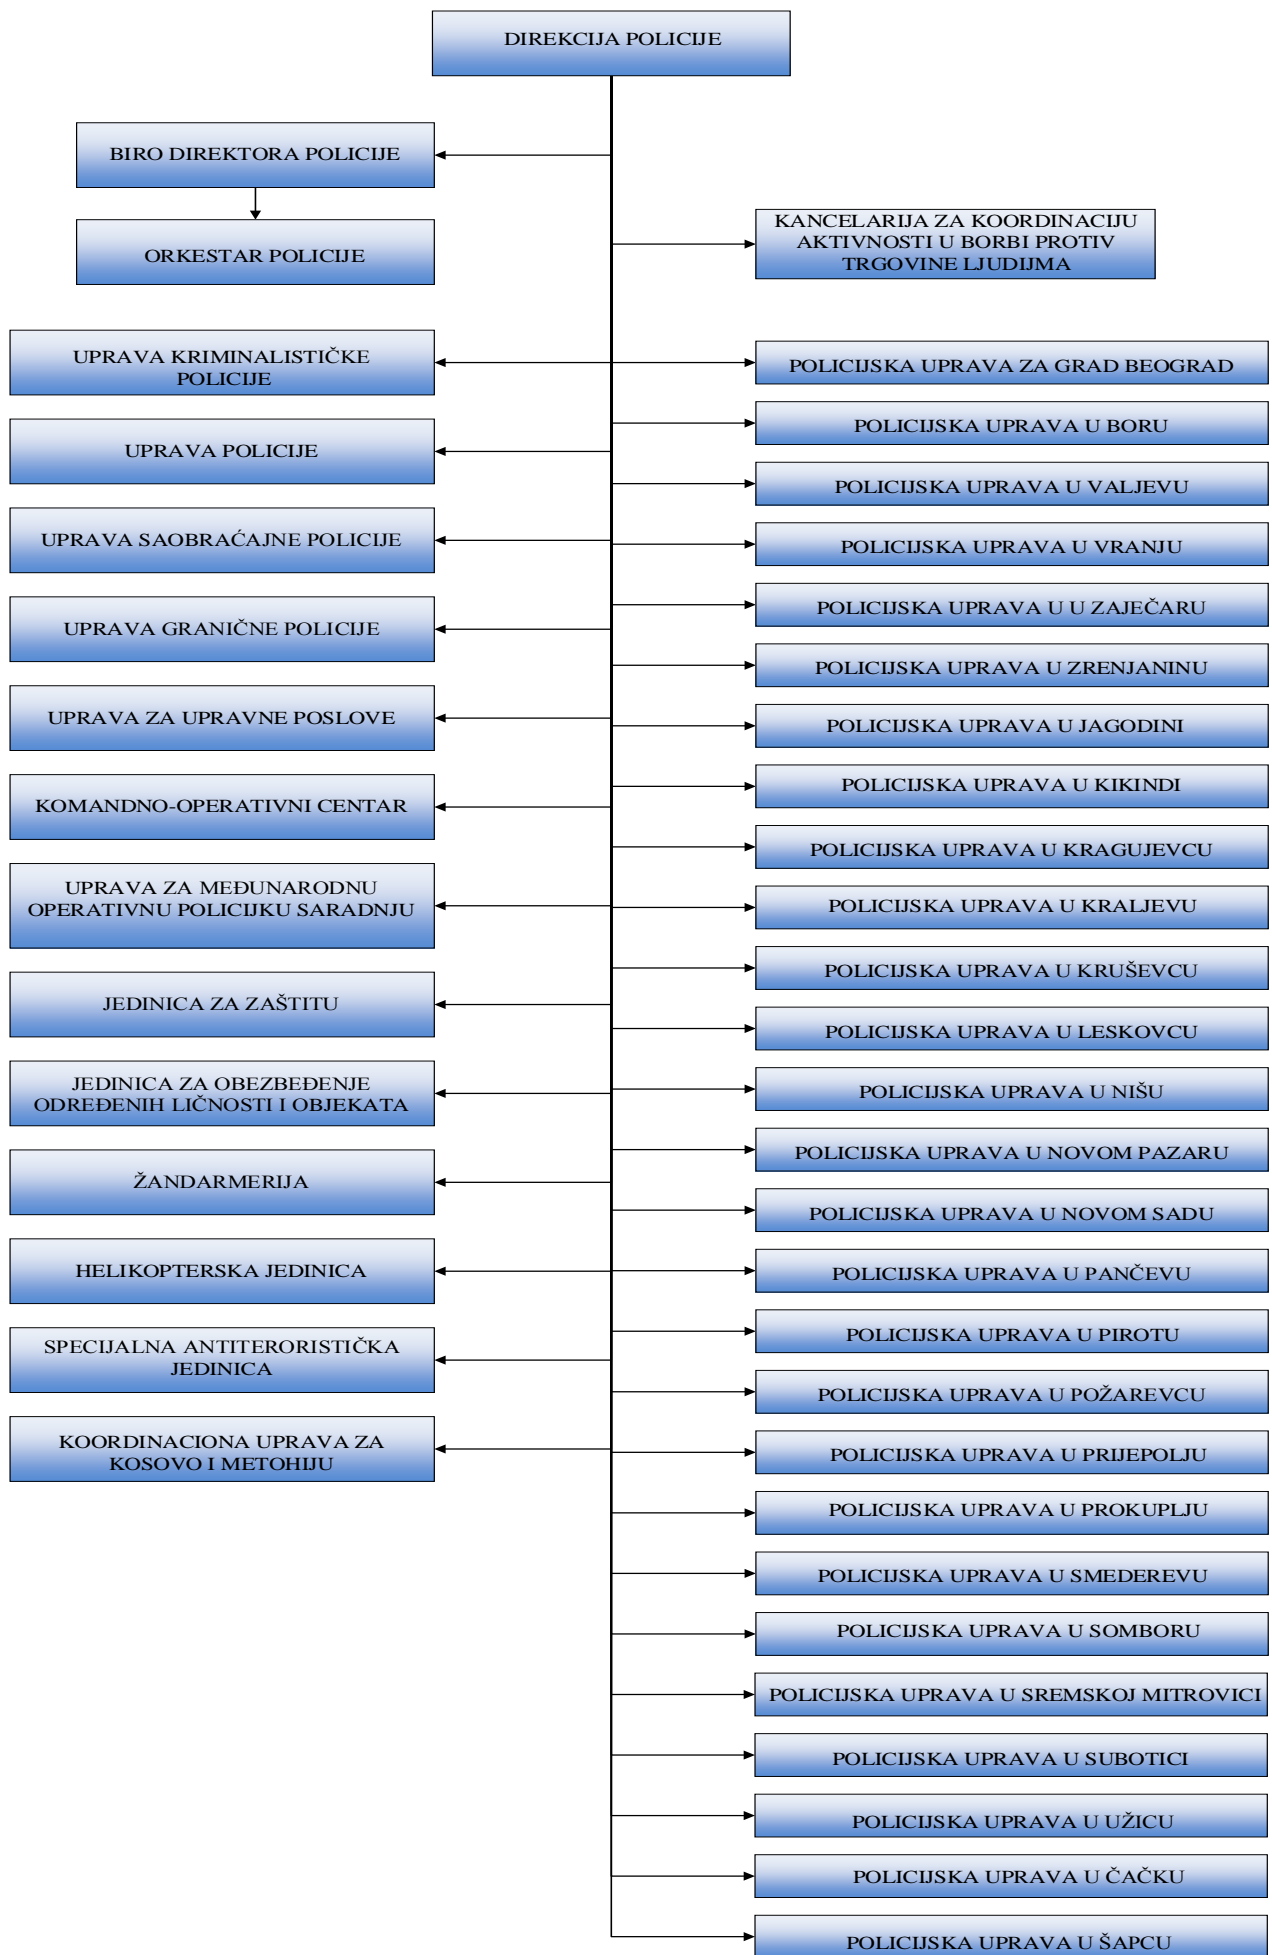 DIREKCIJA POLICIJE
BIRO DIREKTORA POLICIJE
ORKESTAR POLICIJE
KANCELARIJA ZA KOORDINACIJU
AKTIVNOSTI U BORBI PROTIV
TRGOVINE LJUDIJMA
UPRAVA KRIMINALISTIČKE
POLICIJE
UPRAVA POLICIJE
UPRAVA SAOBRAĆAJNE POLICIJE
UPRAVA GRANIČNE POLICIJE
UPRAVA ZA UPRAVNE POSLOVE
KOMANDNO-OPERATIVNI CENTAR
UPRAVA ZA MEĐUNARODNU
OPERATIVNU POLICIJKU SARADNJU
JEDINICA ZA ZAŠTITU
JEDINICA ZA OBEZBEĐENJE
ODREĐENIH LIČNOSTI I OBJEKATA
ŽANDARMERIJA
HELIKOPTERSKA JEDINICA
SPECIJALNA ANTITERORISTIČKA
JEDINICA
KOORDINACIONA UPRAVA ZA
KOSOVO I METOHIJU
POLICIJSKA UPRAVA ZA GRAD BEOGRAD
POLICIJSKA UPRAVA U BORU
POLICIJSKA UPRAVA U VALJEVU
POLICIJSKA UPRAVA U VRANJU
POLICIJSKA UPRAVA U U ZAJEČARU
POLICIJSKA UPRAVA U ZRENJANINU
POLICIJSKA UPRAVA U JAGODINI
POLICIJSKA UPRAVA U KIKINDI
POLICIJSKA UPRAVA U KRAGUJEVCU
POLICIJSKA UPRAVA U KRALJEVU
POLICIJSKA UPRAVA U KRUŠEVCU
POLICIJSKA UPRAVA U LESKOVCU
POLICIJSKA UPRAVA U NIŠU
POLICIJSKA UPRAVA U NOVOM PAZARU
POLICIJSKA UPRAVA U NOVOM SADU
POLICIJSKA UPRAVA U PANČEVU
POLICIJSKA UPRAVA U PIROTU
POLICIJSKA UPRAVA U POŽAREVCU
POLICIJSKA UPRAVA U PRIJEPOLJU
POLICIJSKA UPRAVA U PROKUPLJU
POLICIJSKA UPRAVA U SMEDEREVU
POLICIJSKA UPRAVA U SOMBORU
POLICIJSKA UPRAVA U SREMSKOJ MITROVICI
POLICIJSKA UPRAVA U SUBOTICI
POLICIJSKA UPRAVA U UŽICU
POLICIJSKA UPRAVA U ČAČKU
POLICIJSKA UPRAVA U ŠAPCU